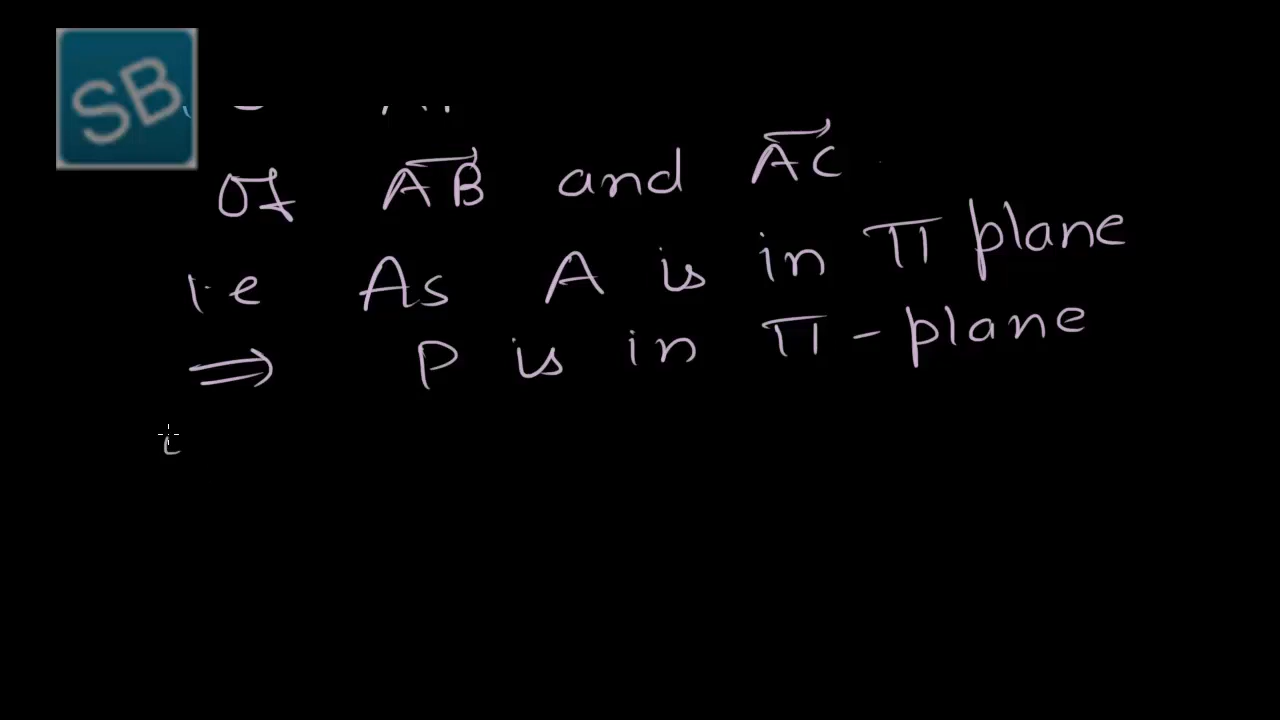 SB
Of AB and AC
i.e As A is in π plane
⇒ P is in π - plane